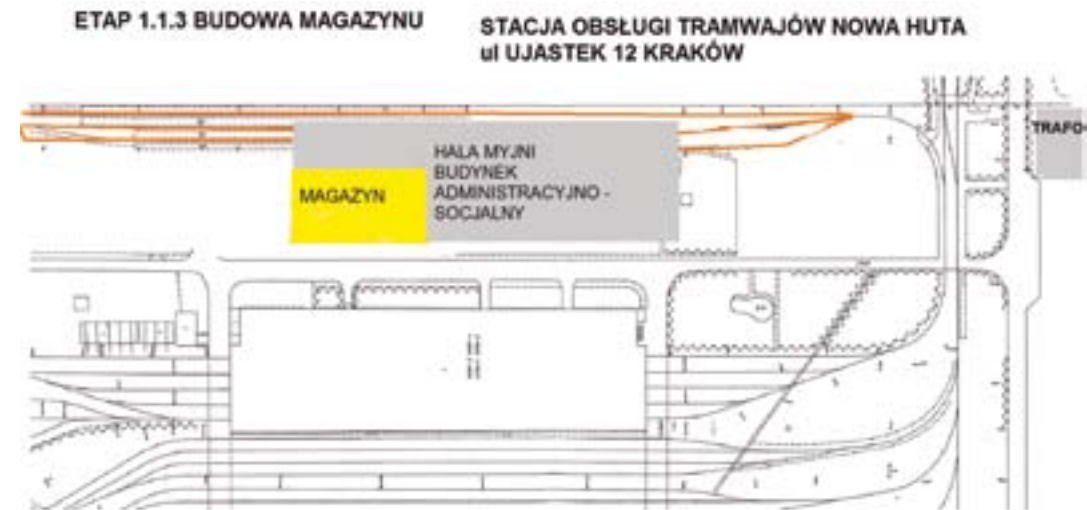 ETAP 1.1.3 BUDOWA MAGAZYNU
STACJA OBSŁUGI TRAMWAJÓW NOWA HUTA
ul UJASTEK 12 KRAKÓW
TRAFO
HALA MYJNI
BUDYNEK
ADMINISTRACYJNO -
SOCJALNY
MAGAZYN